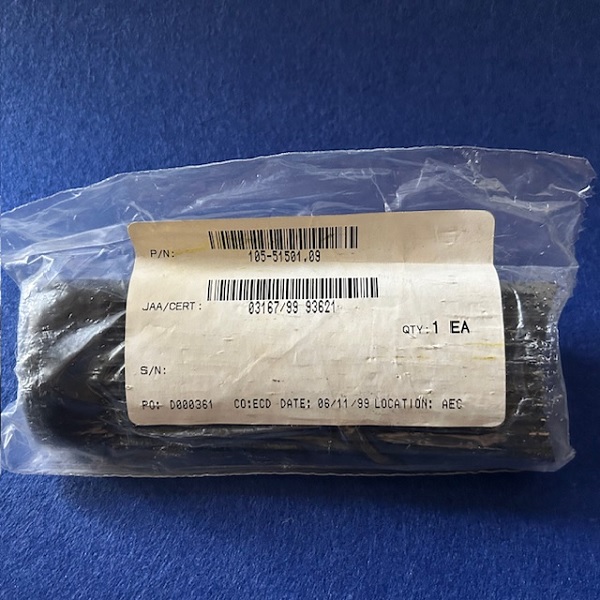 P/N: 105-51501.09
JAA/CERT: 03167/99 93621
QTY: 1 EA
S/N:
PO: D000361 CO:ECD DATE: 06/11/99 LOCATION: AEC